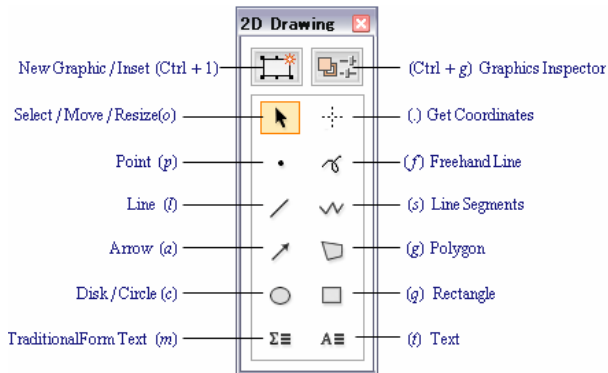 2D Drawing
New Graphic/Inset (Ctrl + 1)
(Ctrl + g) Graphics Inspector
Select/Move/Resize(o)
(.) Get Coordinates
Point (p)
(f) Freehand Line
Line (l)
(s) Line Segments
Arrow (a)
(g) Polygon
Disk/Circle (c)
(q) Rectangle
TraditionalForm Text (m)
Σ≡
A≡
(t) Text